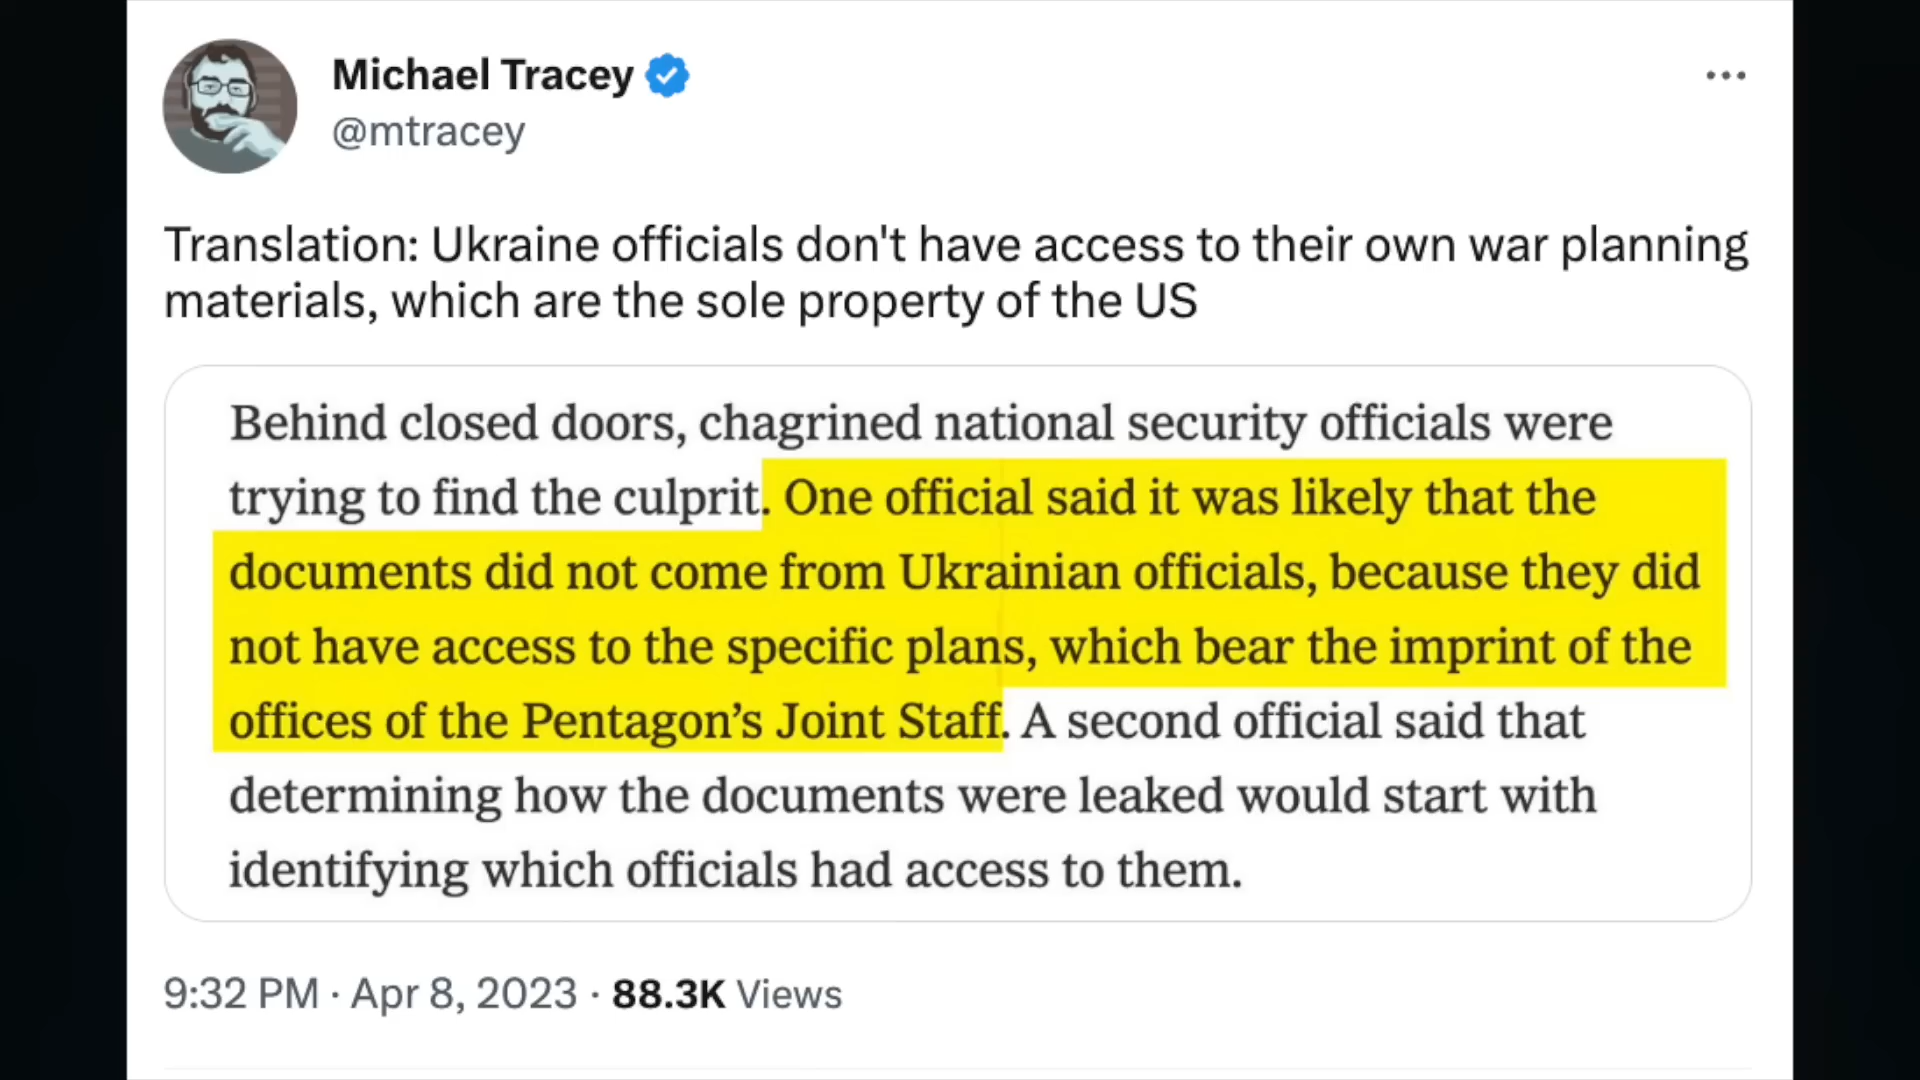 Michael Tracey
@mtracey
Translation: Ukraine officials don't have access to their own war planning
materials, which are the sole property of the US
Behind closed doors, chagrined national security officials were
trying to find the culprit. One official said it was likely that the
documents did not come from Ukrainian officials, because they did
not have access to the specific plans, which bear the imprint of the
offices of the Pentagon’s Joint Staff. A second official said that
determining how the documents were leaked would start with
identifying which officials had access to them.
9:32 PM · Apr 8, 2023 · 88.3K Views